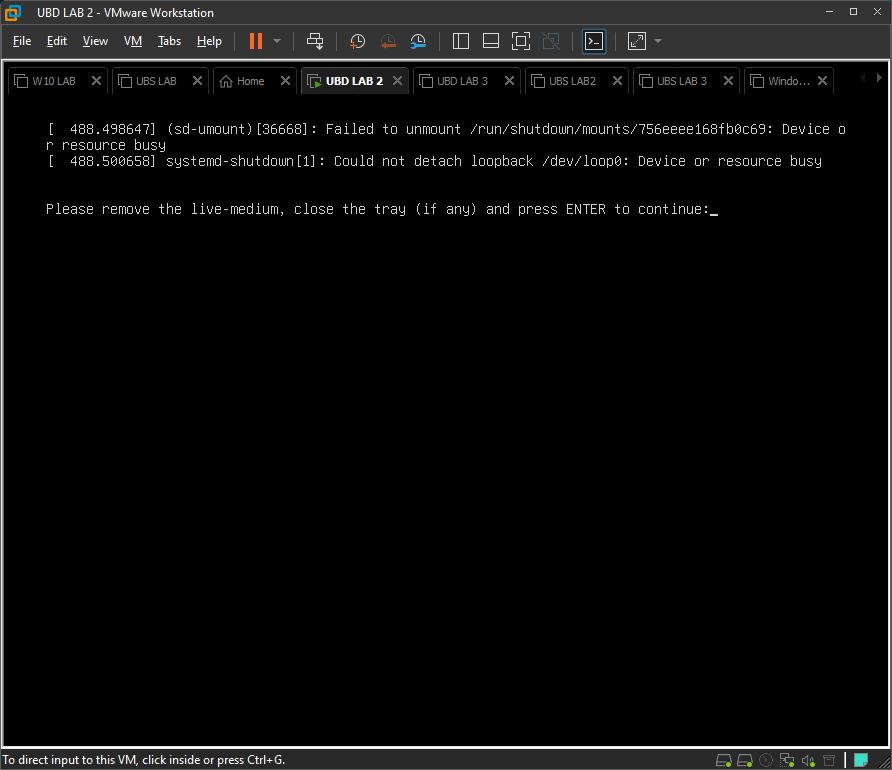 UBD LAB 2 - VMware Workstation
File Edit View VM Tabs Help
W10 LAB UBS LAB Home UBD LAB 2 UBD LAB 3 UBS LAB2 UBS LAB 3 Windo...
[  488.498647] (sd-umount)[36668]: Failed to unmount /run/shutdown/mounts/756eeee168fb0c69: Device o
r resource busy
[  488.500658] systemd-shutdown[1]: Could not detach loopback /dev/loop0: Device or resource busy
Please remove the live-medium, close the tray (if any) and press ENTER to continue:_
To direct input to this VM, click inside or press Ctrl+G.